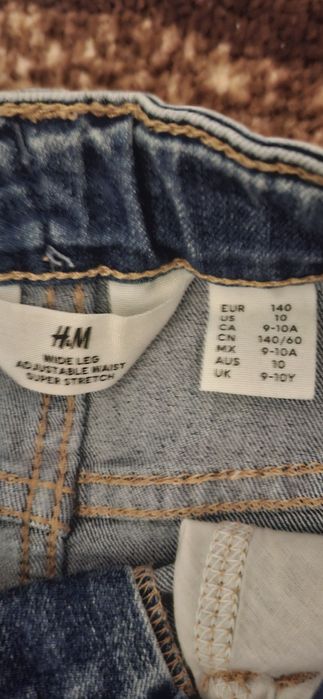 H&M
WIDE LEG
ADJUSTABLE WAIST
SUPER STRETCH
EUR 140
US 10
CA 9-10A
CN 140/60
MX 9-10A
AUS 10
UK 9-10Y